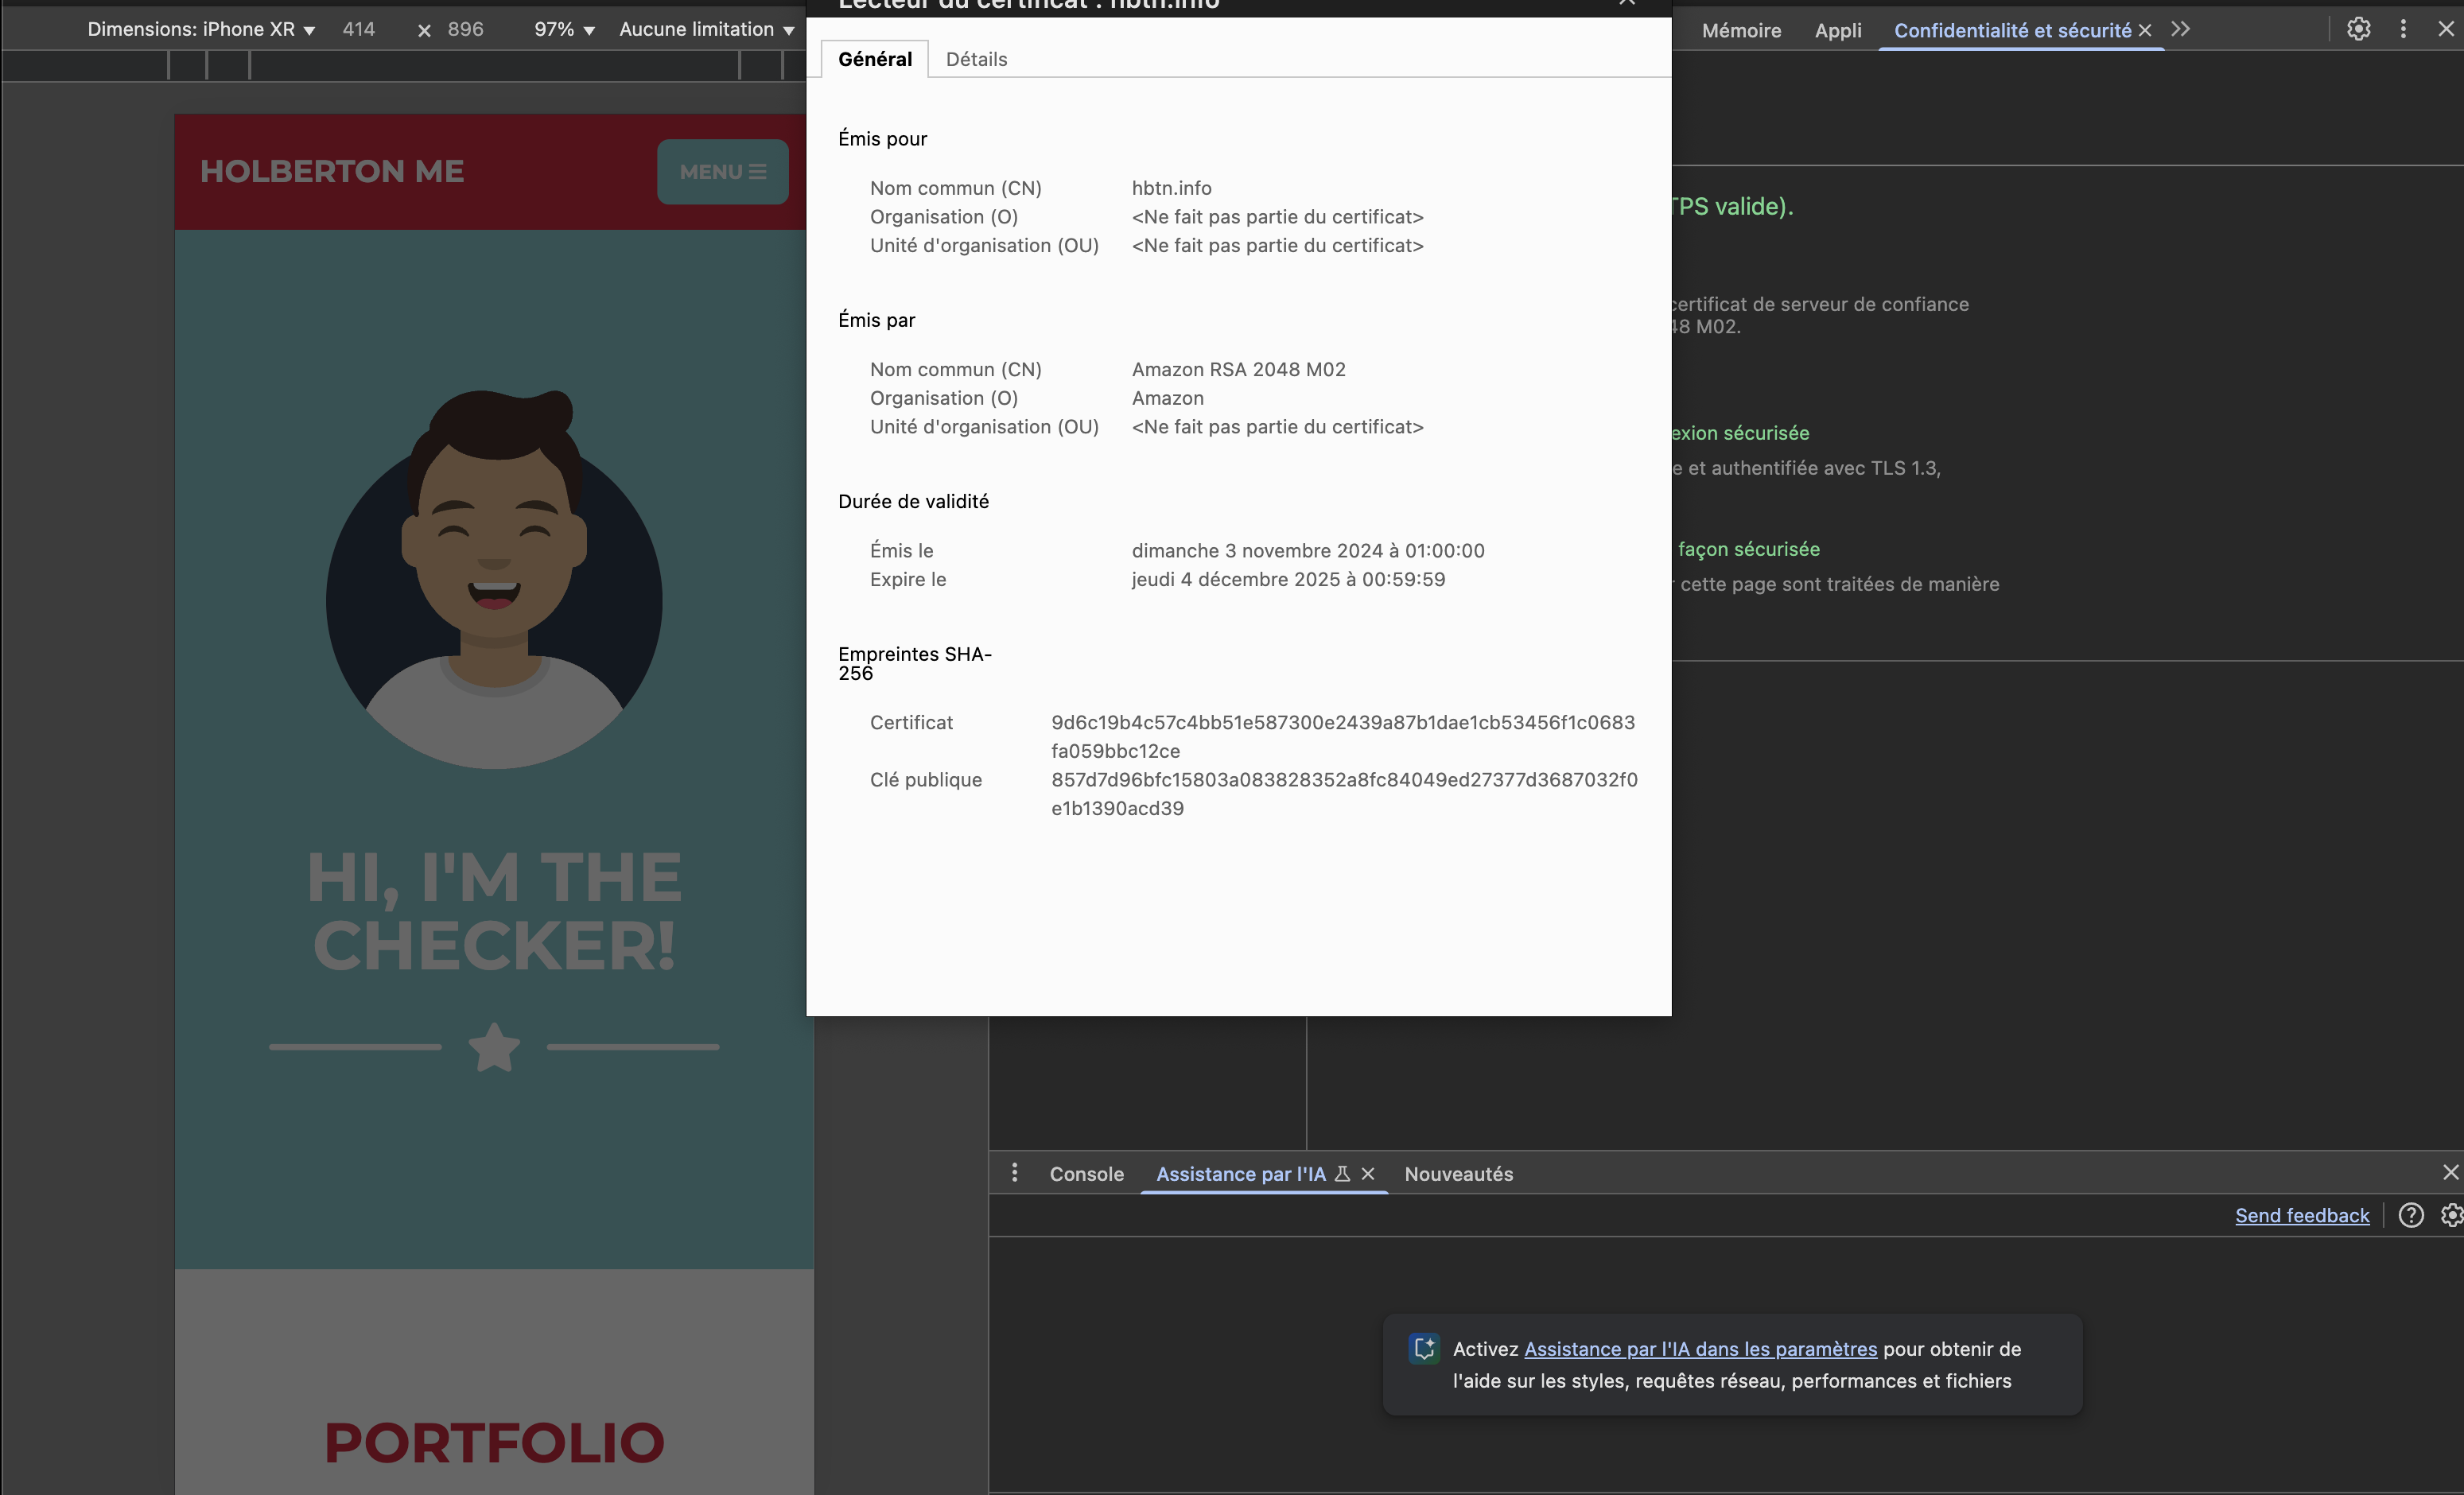 Dimensions: iPhone XR ▼ 414 × 896 97% ▼ Aucune limitation ▼
Lecteur du certificat : hbtn.info
Mémoire Appli Confidentialité et sécurité
Général Détails
HOLBERTON ME
MENU
Émis pour
Nom commun (CN) hbtn.info
Organisation (O) <Ne fait pas partie du certificat>
Unité d'organisation (OU) <Ne fait pas partie du certificat>
Émis par
Nom commun (CN) Amazon RSA 2048 M02
Organisation (O) Amazon
Unité d'organisation (OU) <Ne fait pas partie du certificat>
Durée de validité
Émis le dimanche 3 novembre 2024 à 01:00:00
Expire le jeudi 4 décembre 2025 à 00:59:59
Empreintes SHA-
256
Certificat 9d6c19b4c57c4bb51e587300e2439a87b1dae1cb53456f1c0683
fa059bbc12ce
Clé publique 857d7d96bfc15803a083828352a8fc84049ed27377d3687032f0
e1b1390acd39
TPS valide).
certificat de serveur de confiance
48 M02.
exion sécurisée
e et authentifiée avec TLS 1.3,
façon sécurisée
r cette page sont traitées de manière
HI, I'M THE
CHECKER!
PORTFOLIO
Console Assistance par l'IA Nouveautés
Send feedback
Activez Assistance par l'IA dans les paramètres pour obtenir de
l'aide sur les styles, requêtes réseau, performances et fichiers